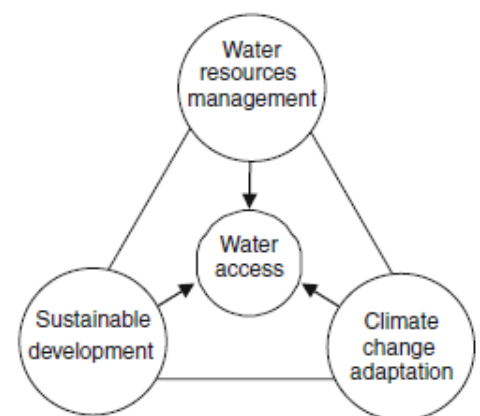 Water
resources
management
Water
access
Sustainable
development
Climate
change
adaptation